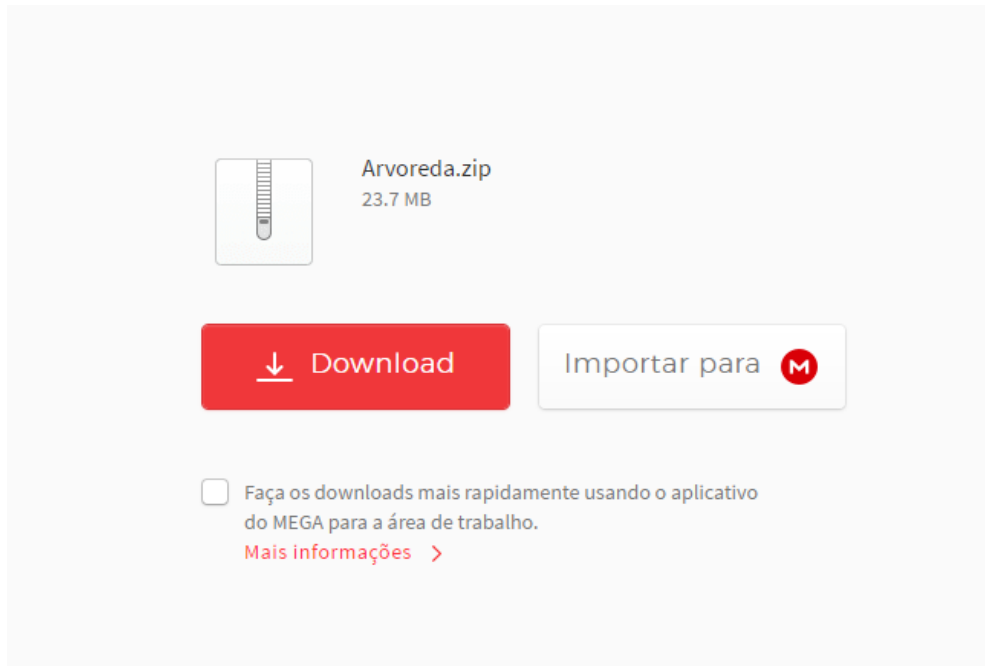 Arvoreda.zip
23.7 MB
Download
Importar para M
Faça os downloads mais rapidamente usando o aplicativo
do MEGA para a área de trabalho.
Mais informações